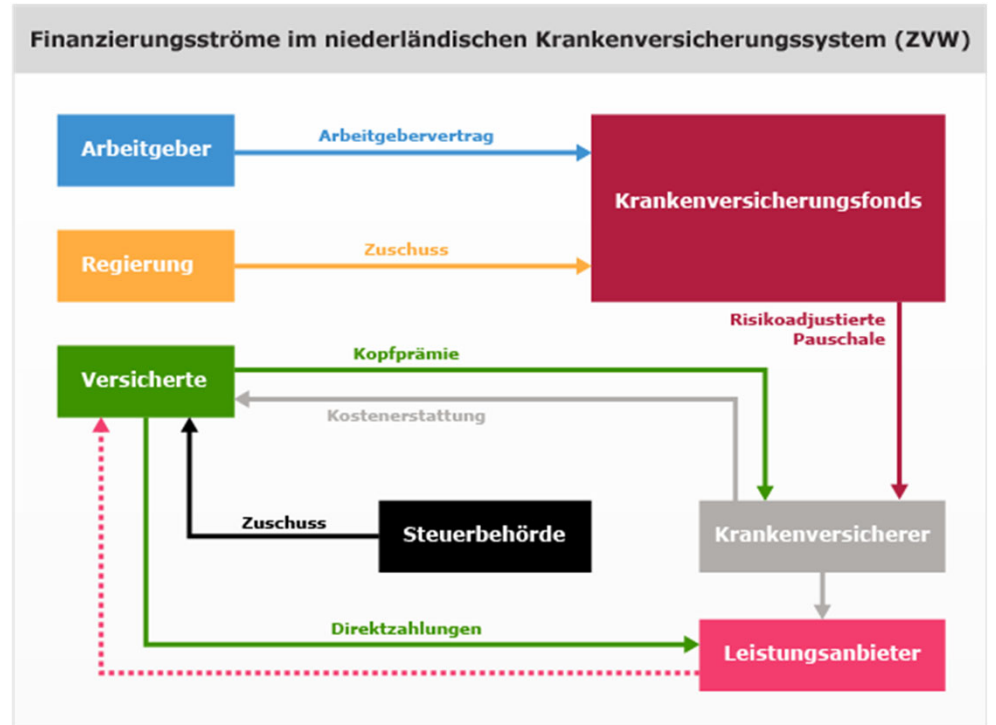 Finanzierungsströme im niederländischen Krankenversicherungssystem (ZVW)
Arbeitgeber
Arbeitgebervertrag
Krankenversicherungsfonds
Regierung
Zuschuss
Risikoadjustierte
Pauschale
Versicherte
Kopfprämie
Kostenerstattung
Zuschuss
Steuerbehörde
Krankenversicherer
Direktzahlungen
Leistungsanbieter